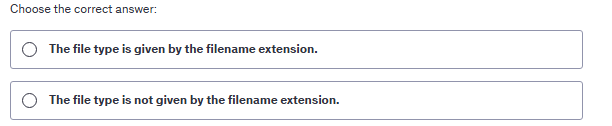 Choose the correct answer:
The file type is given by the filename extension.
The file type is not given by the filename extension.